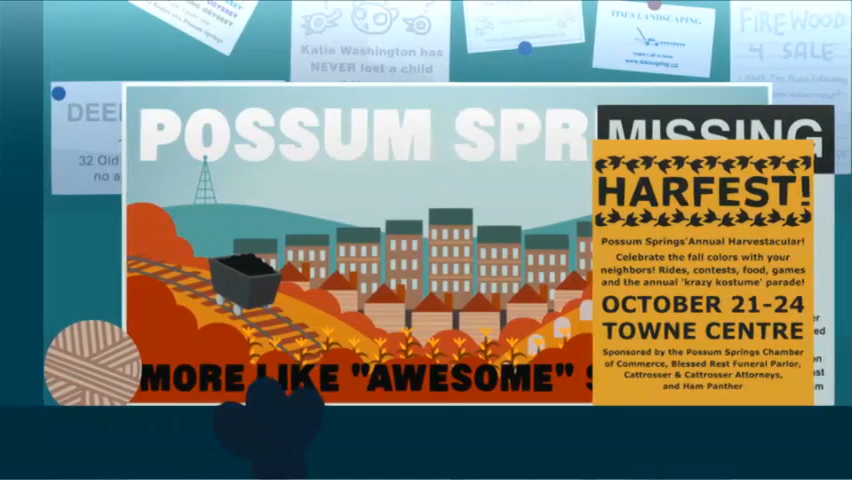 ODYSSEY
Katie Washington has
NEVER lost a child
TIMI'S LANDSCAPING
FIREWOOD
4 SALE
DEE
32 Old
no a
POSSUM SPR
MISSING
HARFEST!
Possum Springs' Annual Harvestacular!
Celebrate the fall colors with your
neighbors! Rides, contests, food, games
and the annual 'krazy kostume' parade!
OCTOBER 21-24
TOWNE CENTRE
Sponsored by the Possum Springs Chamber
of Commerce, Blessed Rest Funeral Parlor,
Cattrosser & Cattrosser Attorneys,
and Ham Panther
MORE LIKE "AWESOME" S